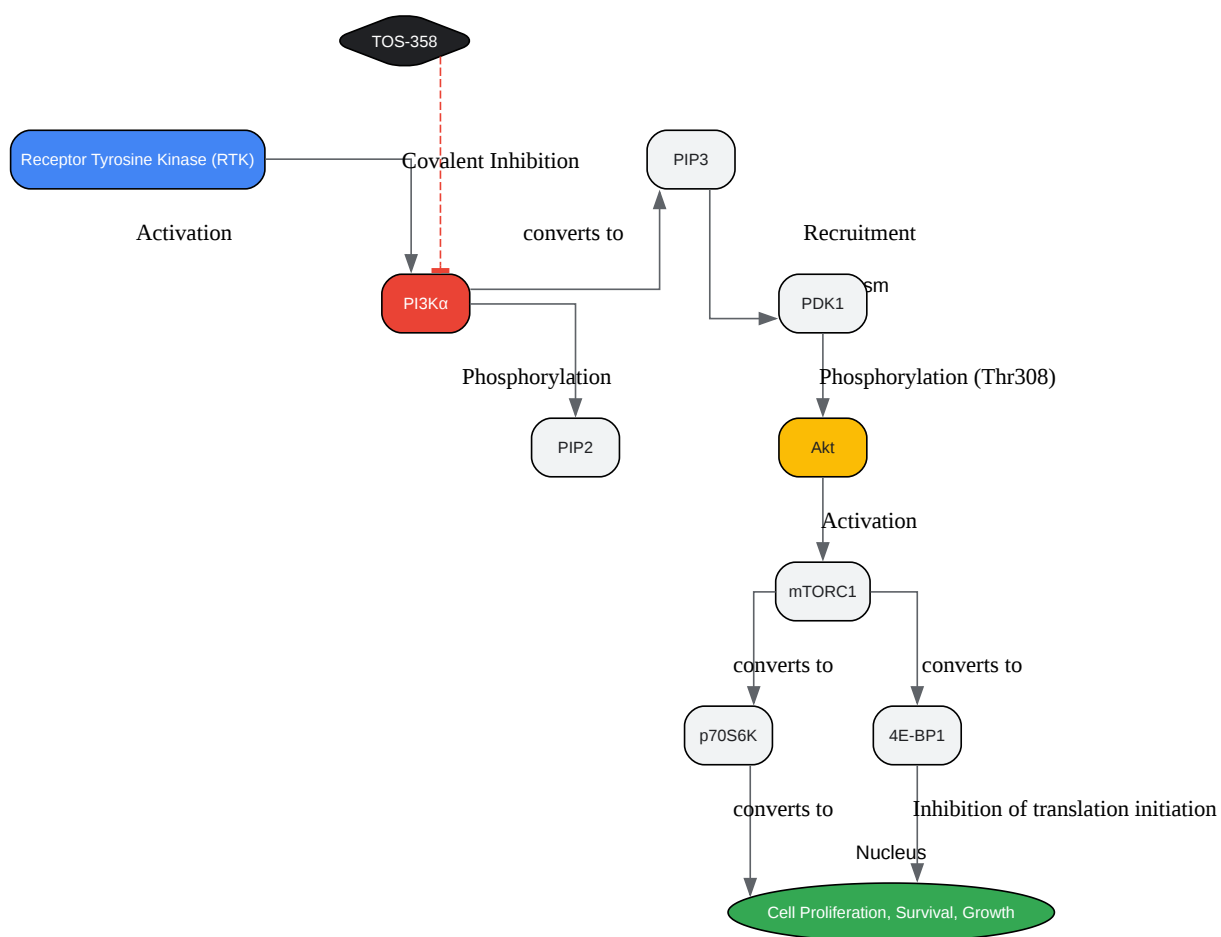 TOS-358
Receptor Tyrosine Kinase (RTK)
Covalent Inhibition
PIP3
Activation
converts to
Recruitment
PI3Kα
PDK1
Phosphorylation
Phosphorylation (Thr308)
PIP2
Akt
Activation
mTORC1
converts to
converts to
p70S6K
4E-BP1
converts to
Inhibition of translation initiation
Nucleus
Cell Proliferation, Survival, Growth